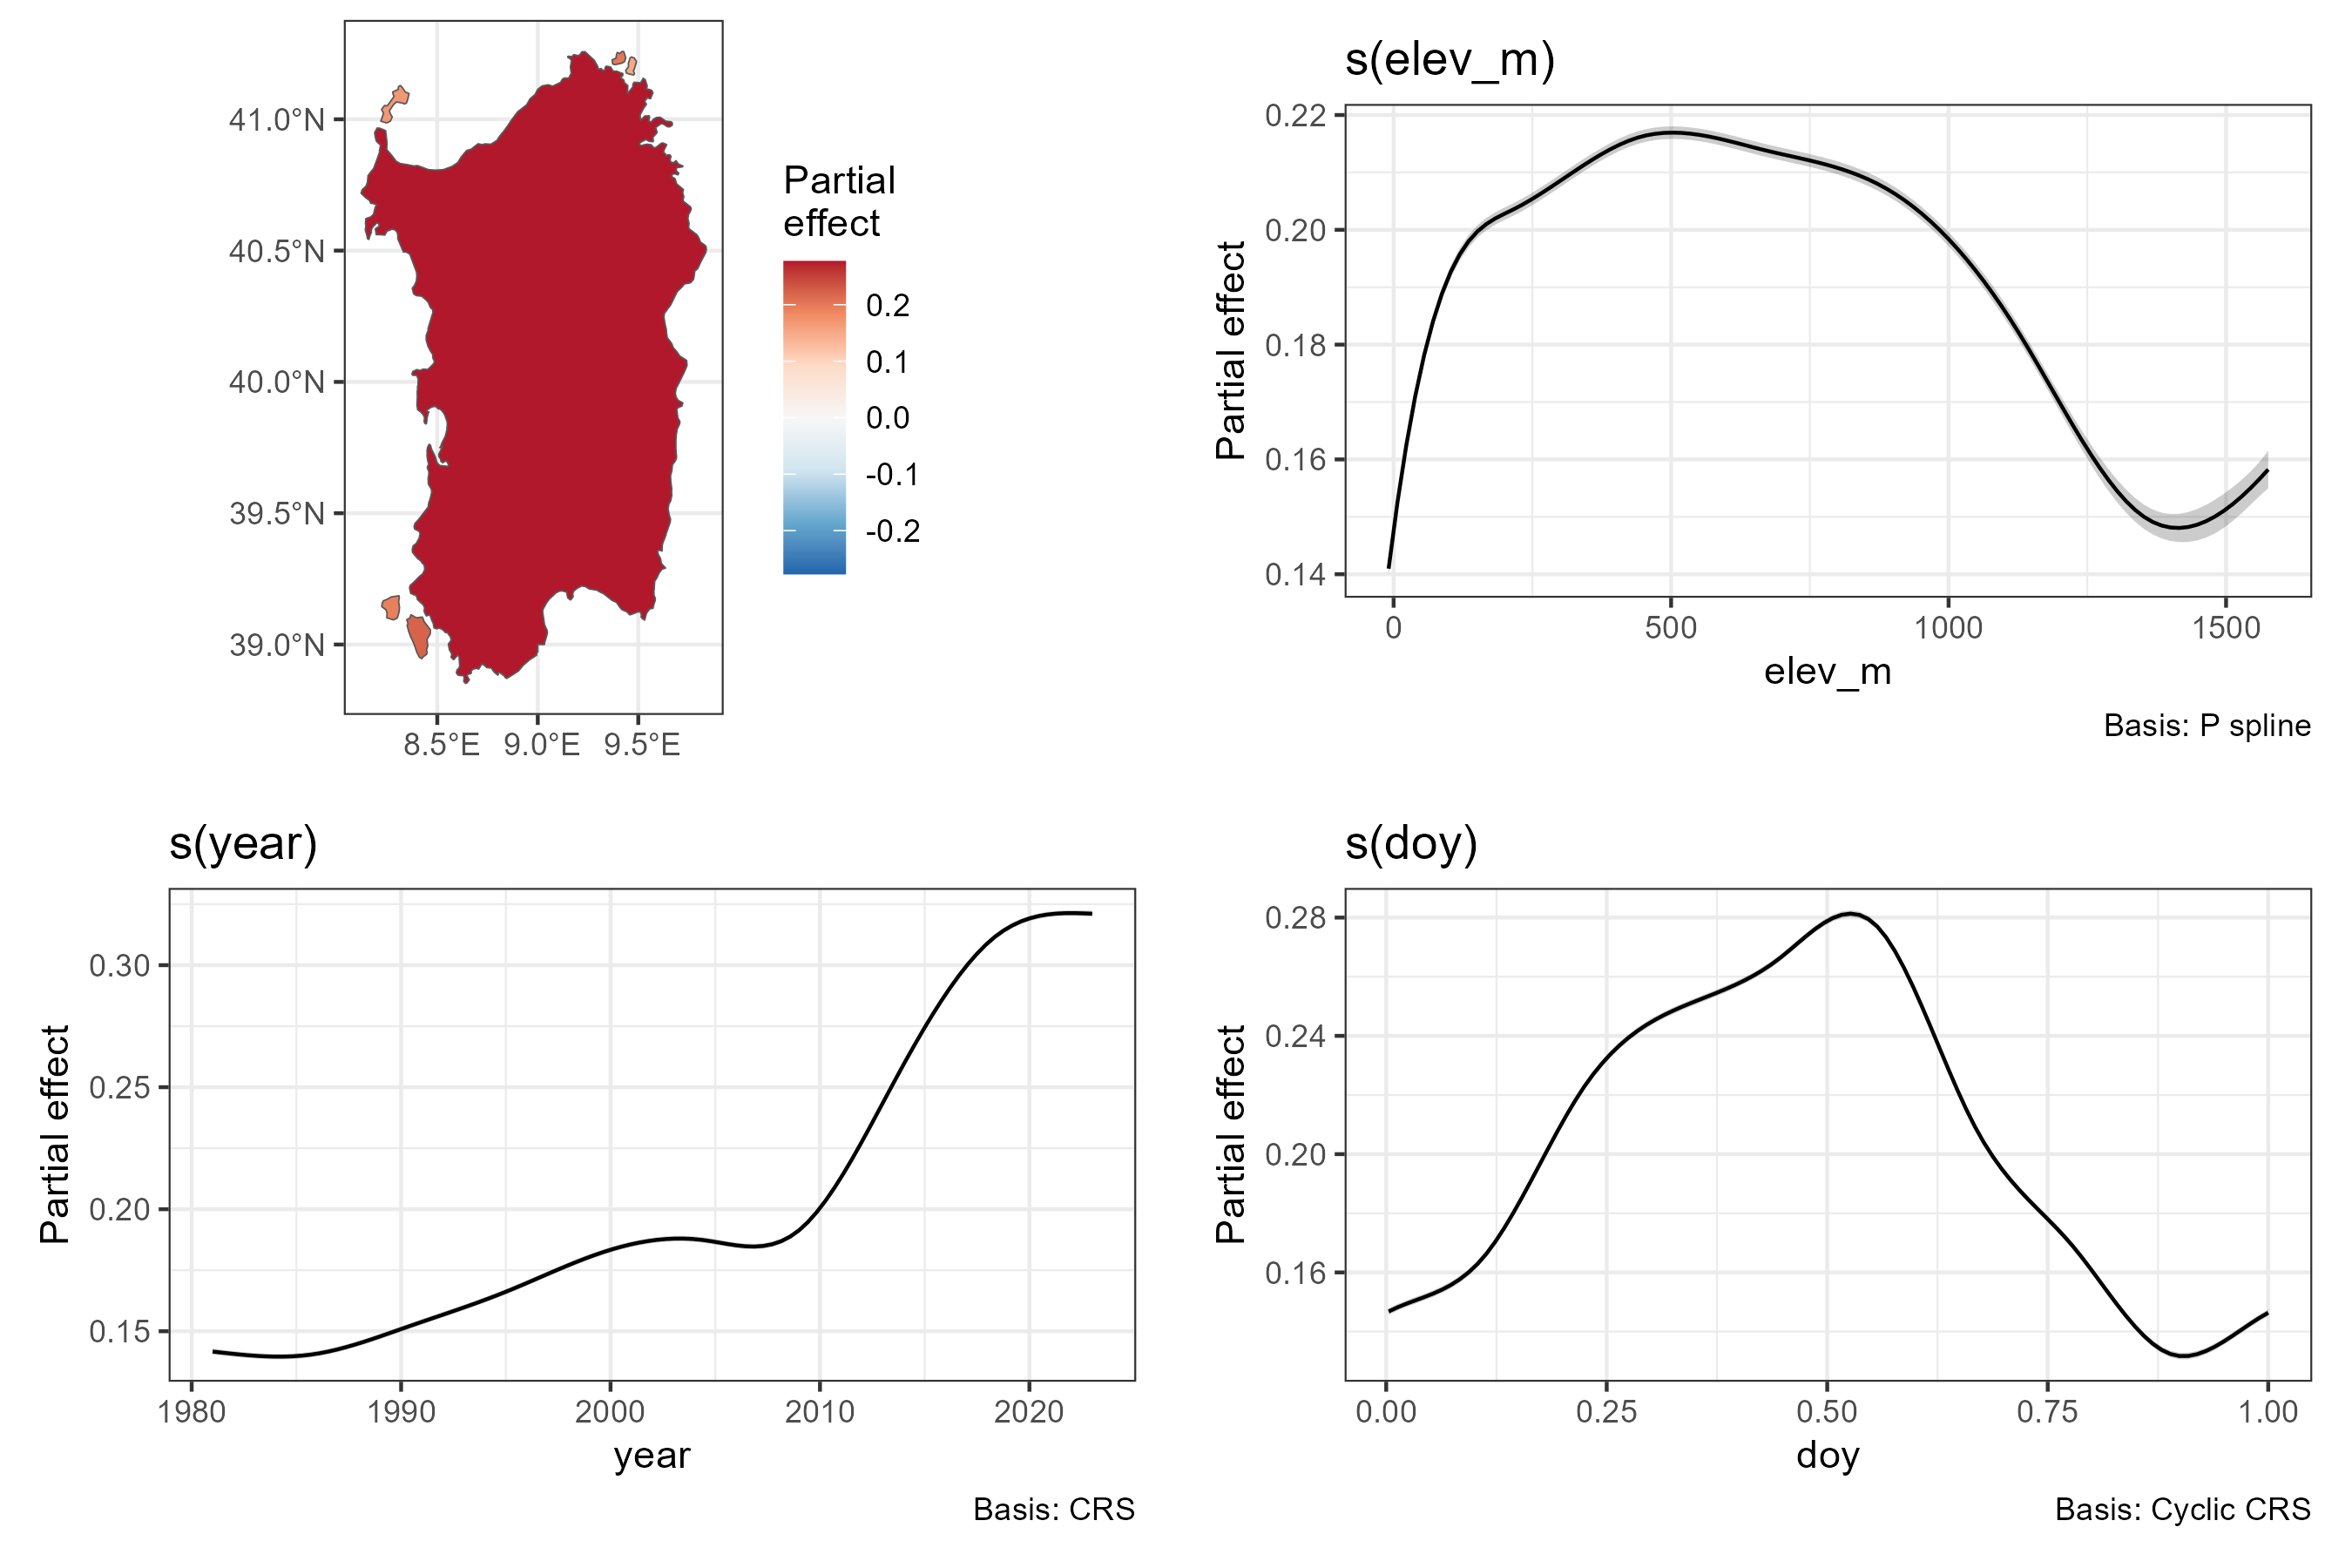 41.0°N
40.5°N
40.0°N
39.5°N
39.0°N
8.5°E 9.0°E 9.5°E
Partial
effect
0.2
0.1
0.0
-0.1
-0.2
s(elev_m)
Partial effect
0.22
0.20
0.18
0.16
0.14
0 500 1000 1500
elev_m
Basis: P spline
s(year)
Partial effect
0.30
0.25
0.20
0.15
1980 1990 2000 2010 2020
year
Basis: CRS
s(doy)
Partial effect
0.28
0.24
0.20
0.16
0.00 0.25 0.50 0.75 1.00
doy
Basis: Cyclic CRS